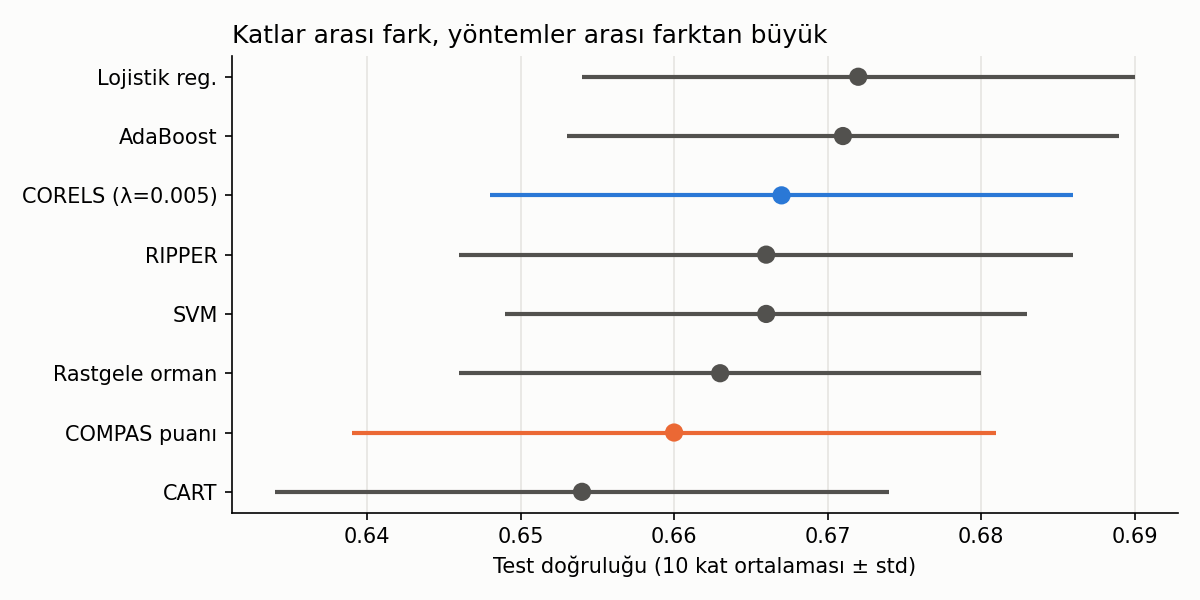 Katlar arası fark, yöntemler arası farktan büyük
Lojistik reg.
AdaBoost
CORELS (λ=0.005)
RIPPER
SVM
Rastgele orman
COMPAS puanı
CART
0.64 0.65 0.66 0.67 0.68 0.69
Test doğruluğu (10 kat ortalaması ± std)